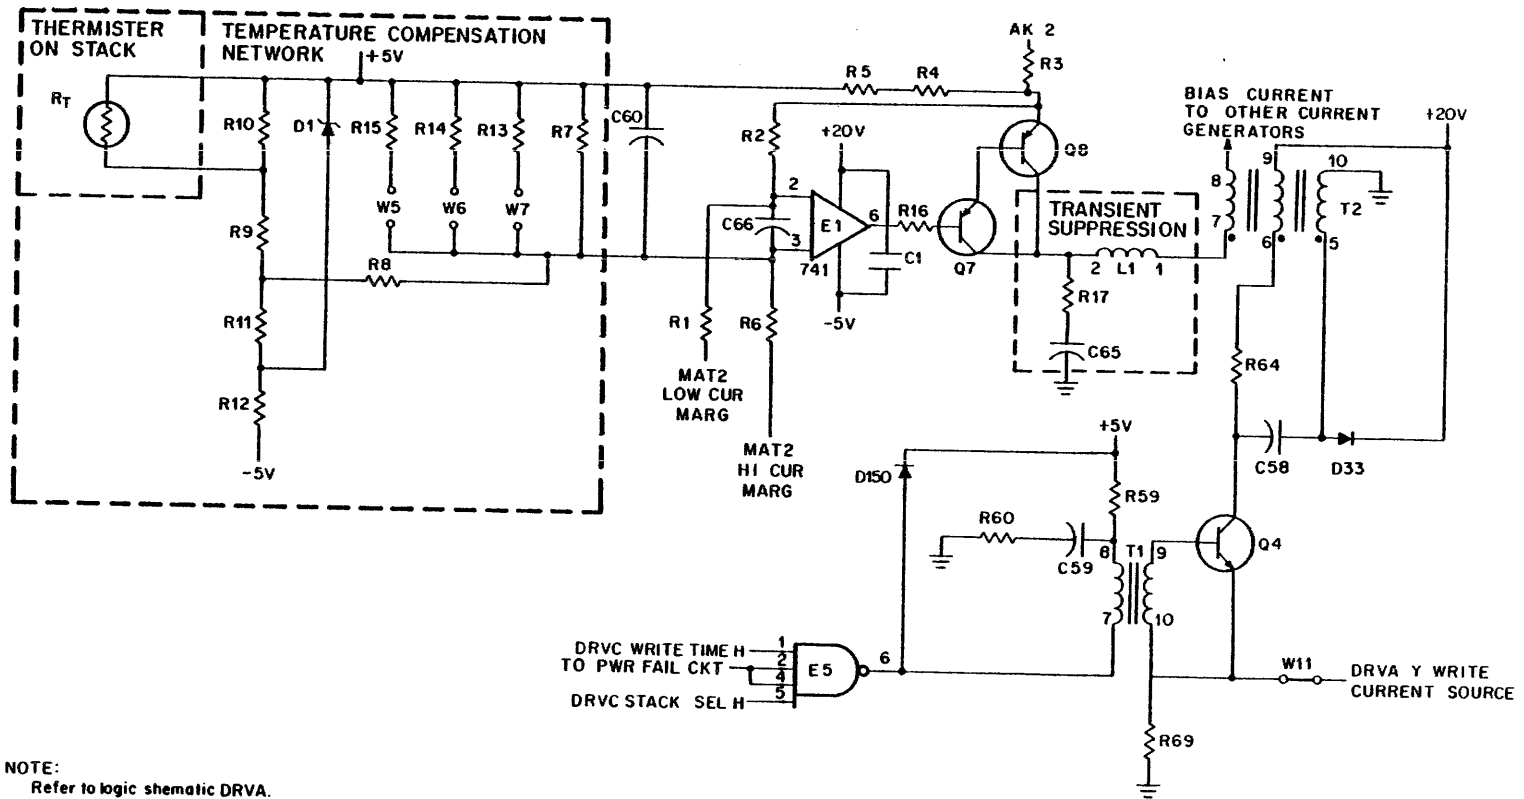 THERMISTER
ON STACK
TEMPERATURE COMPENSATION
NETWORK
+5V
RT
R10
D1
R15
R14
R13
R7
C60
W5
W6
W7
R9
R8
R11
R12
-5V
R5
R4
AK 2
R3
R2
+20V
Q8
2
C66
3
E1
741
6
R16
C1
Q7
-5V
R1
R6
MAT2
LOW CUR
MARG
MAT2
HI CUR
MARG
TRANSIENT
SUPPRESSION
2
L1
1
R17
C65
BIAS CURRENT
TO OTHER CURRENT
GENERATORS
+20V
8
9
10
7
6
5
T2
R64
C58
D33
+5V
D150
R59
R60
C59
8
T1
9
7
10
Q4
DRVC WRITE TIME H
1
TO PWR FAIL CKT
2
4
DRVC STACK SEL H
5
E5
6
W11
DRVA Y WRITE
CURRENT SOURCE
R69
NOTE:
Refer to logic shematic DRVA.